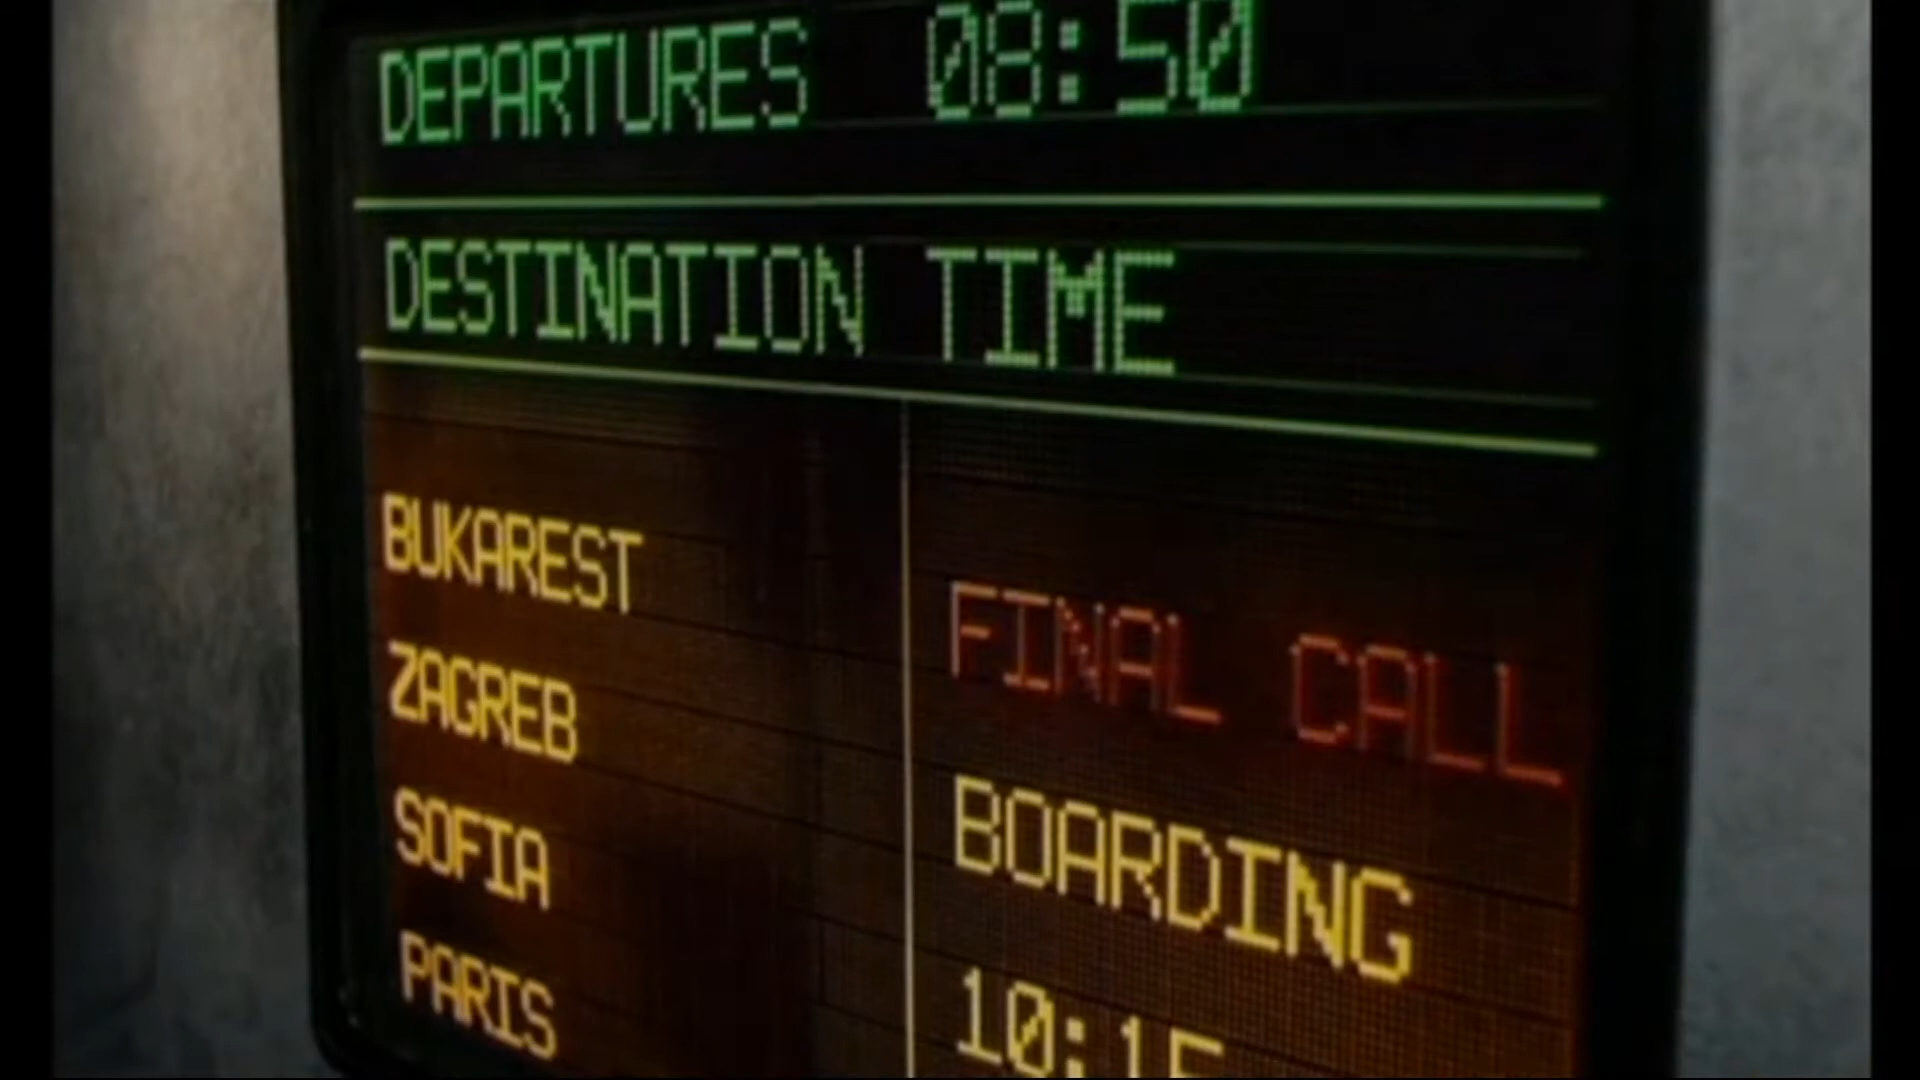 DEPARTURES 08:50
DESTINATION TIME
BUKAREST FINAL CALL
ZAGREB BOARDING
SOFIA 10:15
PARIS